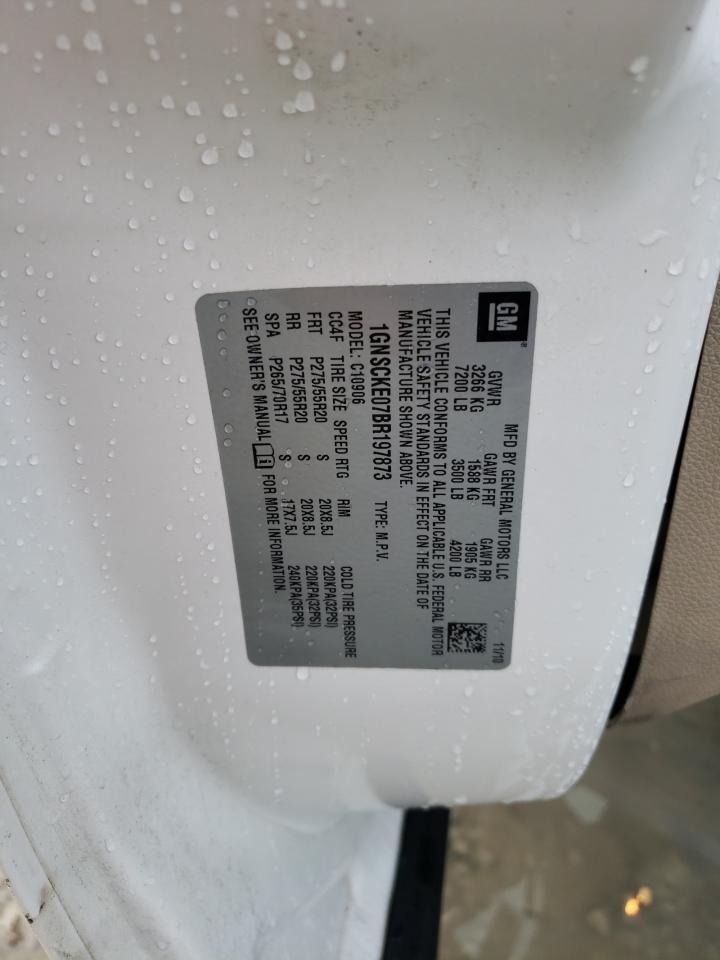 GM
MFD BY GENERAL MOTORS LLC 11/10
GVWR GAWR FRT GAWR RR
3266 KG 1588 KG 1905 KG
7200 LB 3500 LB 4200 LB
THIS VEHICLE CONFORMS TO ALL APPLICABLE U.S. FEDERAL MOTOR
VEHICLE SAFETY STANDARDS IN EFFECT ON THE DATE OF
MANUFACTURE SHOWN ABOVE.
1GNSCKE07BR197873 TYPE: M.P.V.
MODEL: C10906
CC4F TIRE SIZE SPEED RTG RIM COLD TIRE PRESSURE
FRT P275/55R20 S 20X8.5J 220KPA(32PSI)
RR P275/55R20 S 20X8.5J 220KPA(32PSI)
SPA P265/70R17 S 17X7.5J 240KPA(35PSI)
SEE OWNER'S MANUAL FOR MORE INFORMATION.